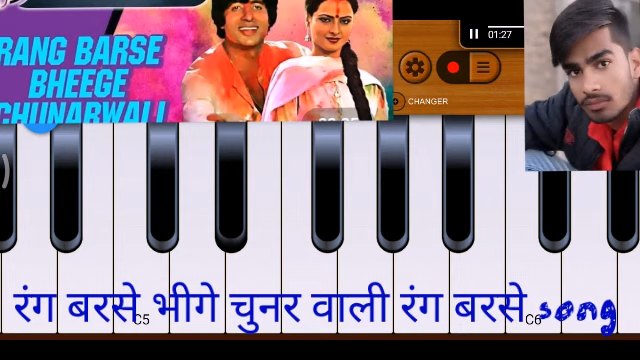 RANG BARSE
BHEEGE
CHUNARWALI
01:27
CHANGER
रंग बरसे भीगे चुनर वाली रंग बरसे song
C5
C6